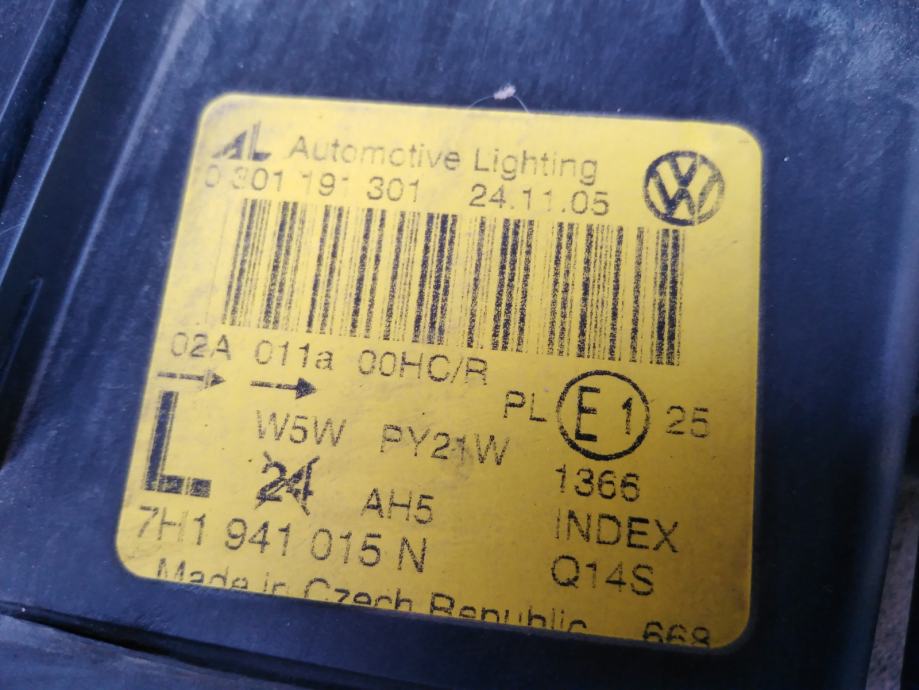 AL Automotive Lighting
0 301 191 301 24.11.05
02A 011a 00HC/R
PL E1 25
W5W PY21W
1366
L 24 AH5
INDEX
7H1 941 015 N
Q14S
Made in Czech Republic 668